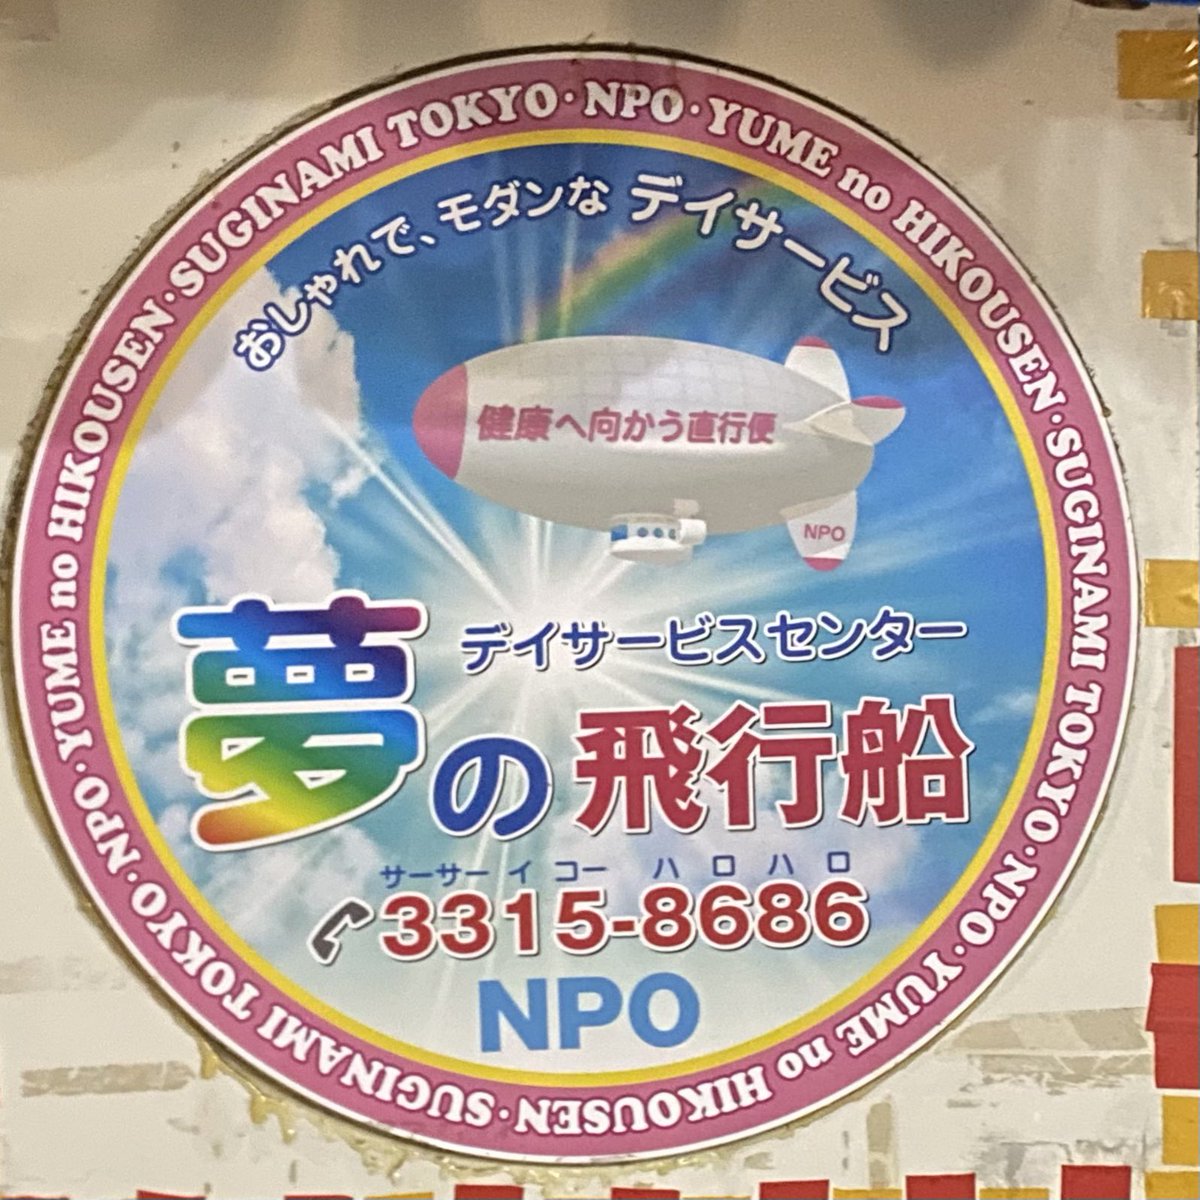 NPO・YUME no HIKOUSEN・SUGINAMI TOKYO・NPO・YUME no HIKOUSEN・SUGINAMI TOKYO・NPO・YUME no HIKOUSEN・SUGINAMI TOKYO・
おしゃれで、モダンな デイサービス
健康へ向かう直行便
NPO
デイサービスセンター
夢の飛行船
サーサーイ コー ハロハロ
3315-8686
NPO